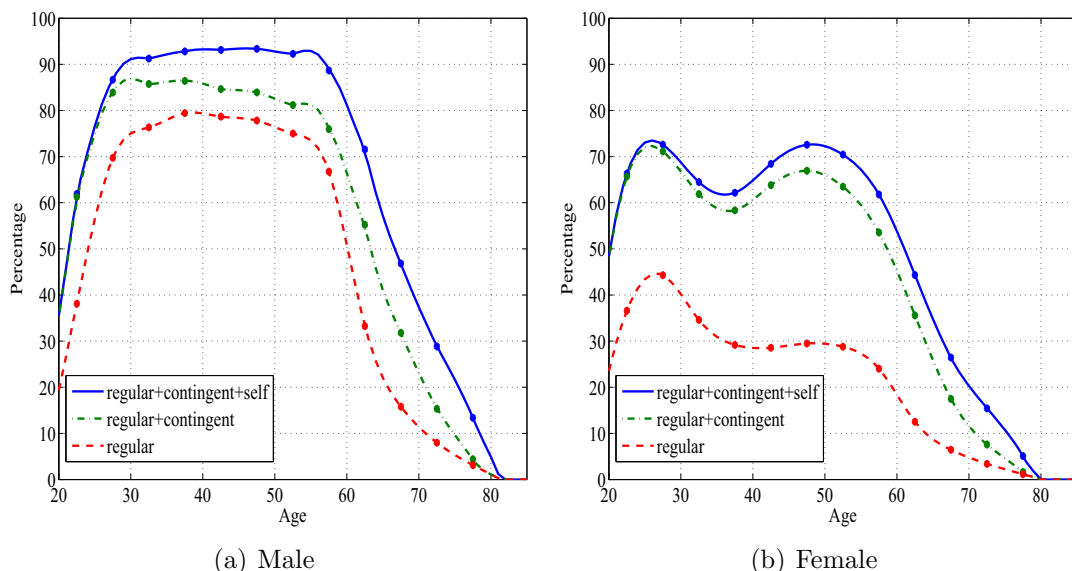 100
90
80
70
60
50
40
30
20
10
0
Percentage
regular+contingent+self
regular+contingent
regular
20 30 40 50 60 70 80
Age
(a) Male
100
90
80
70
60
50
40
30
20
10
0
Percentage
regular+contingent+self
regular+contingent
regular
20 30 40 50 60 70 80
Age
(b) Female